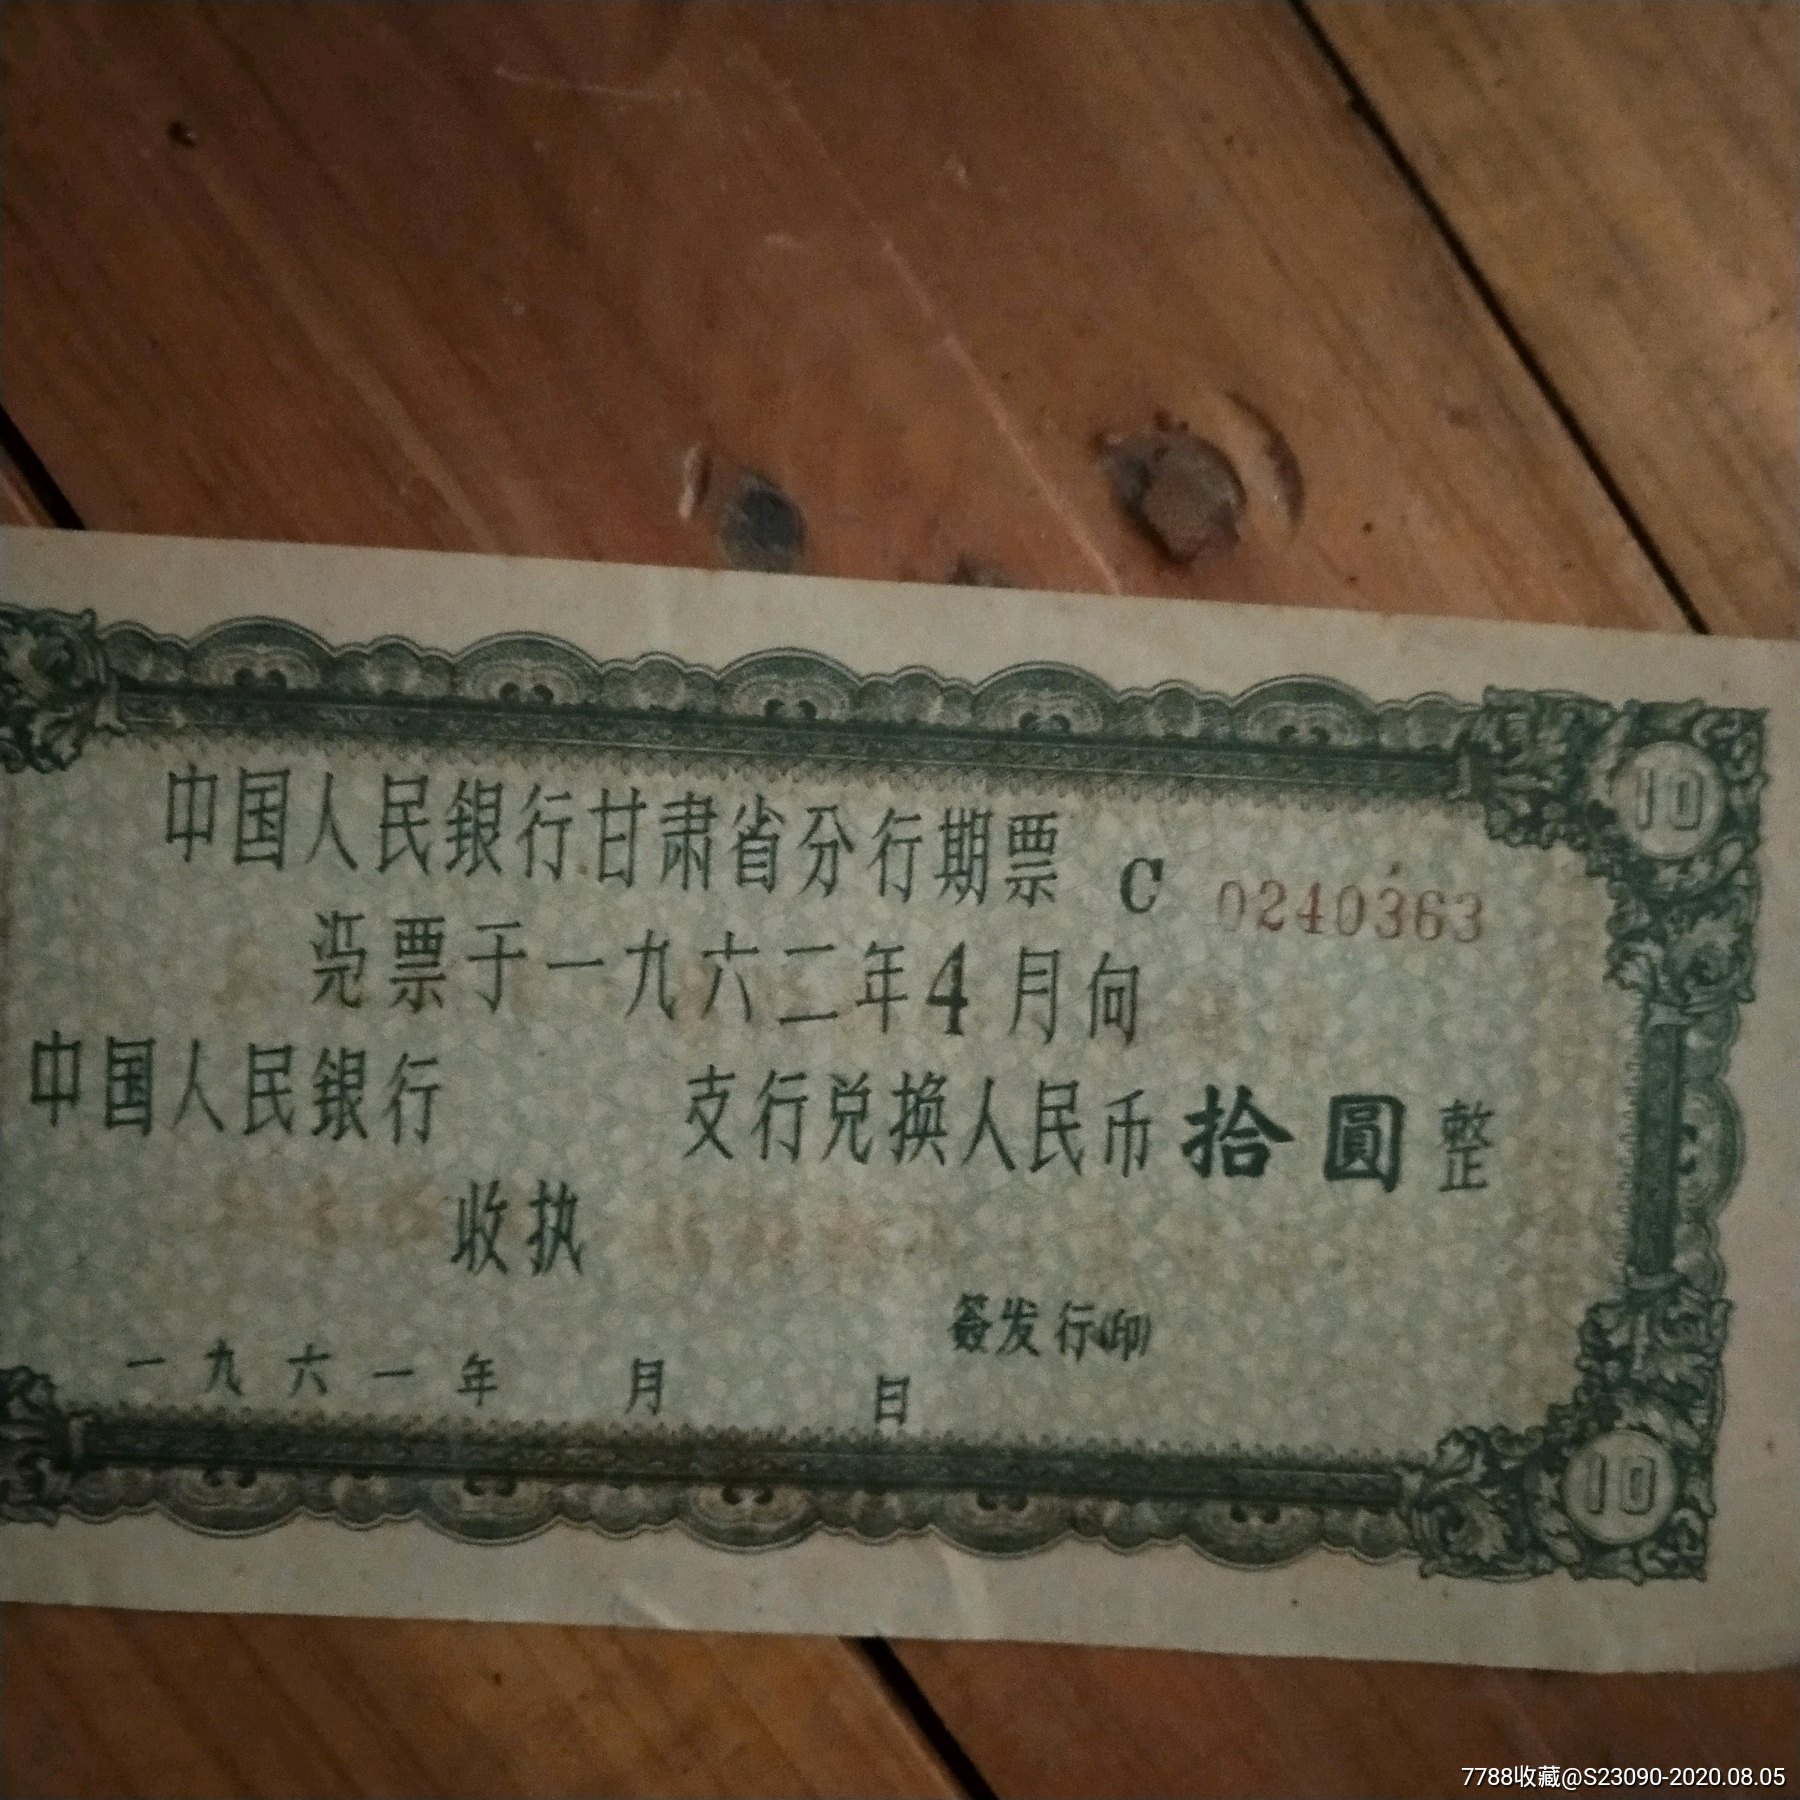 中国人民银行甘肃省分行期票 C 0240363
凭票于一九六二年4月向
中国人民银行 支行兑换人民币拾圓整
收执
签发行(印)
一九六一年 月 日
10
10
7788收藏@S23090-2020.08.05